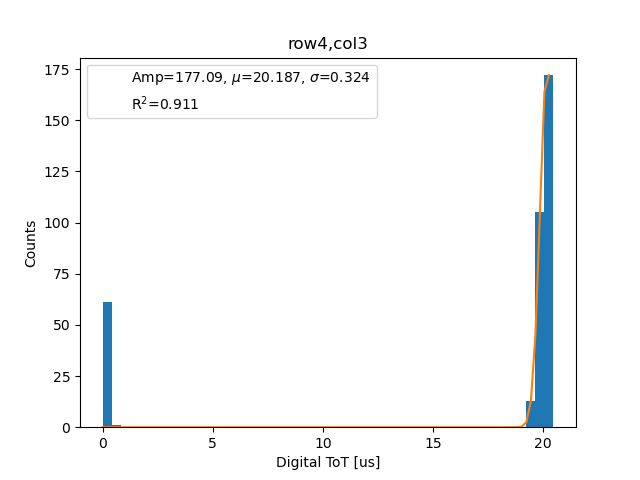 row4,col3
Amp=177.09, μ=20.187, σ=0.324
R²=0.911
175
150
125
100
75
50
25
0
Counts
0 5 10 15 20
Digital ToT [us]